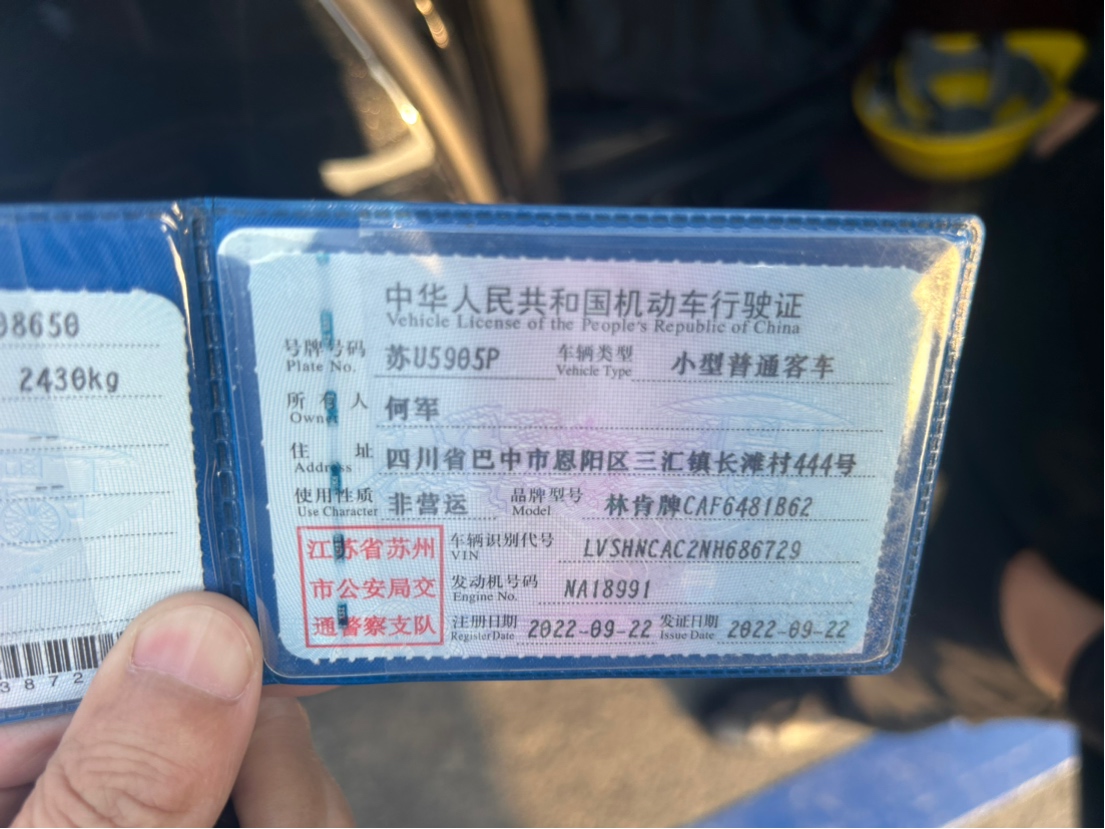 08650
2430kg
3872
中华人民共和国机动车行驶证
Vehicle License of the People's Republic of China
号牌号码 苏U5905P 车辆类型 小型普通客车
Plate No. Vehicle Type
所有人 何军
Owner
住址 四川省巴中市恩阳区三汇镇长滩村444号
Address
使用性质 非营运 品牌型号 林肯牌CAF6481B62
Use Character Model
江苏省苏州
市公安局交
通警察支队
车辆识别代号 LVSHNCAC2NH686729
VIN
发动机号码 NA18991
Engine No.
注册日期 2022-09-22 发证日期 2022-09-22
Register Date Issue Date